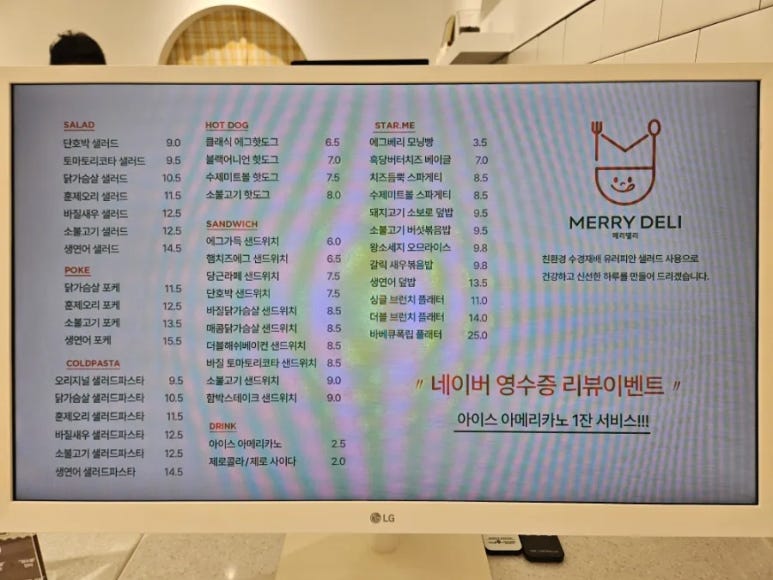 SALAD
단호박 샐러드 9.0
토마토리코타 샐러드 9.5
닭가슴살 샐러드 10.5
훈제오리 샐러드 11.5
바질새우 샐러드 12.5
소불고기 샐러드 12.5
생연어 샐러드 14.5
POKE
닭가슴살 포케 11.5
훈제오리 포케 12.5
소불고기 포케 13.5
생연어 포케 15.5
COLDPASTA
오리지널 샐러드파스타 9.5
닭가슴살 샐러드파스타 10.5
훈제오리 샐러드파스타 11.5
바질새우 샐러드파스타 12.5
소불고기 샐러드파스타 12.5
생연어 샐러드파스타 14.5
HOT DOG
클래식 에그핫도그 6.5
블랙어니언 핫도그 7.0
수제미트볼 핫도그 7.5
소불고기 핫도그 8.0
SANDWICH
에그가득 샌드위치 6.0
햄치즈에그 샌드위치 6.5
당근라페 샌드위치 7.5
단호박 샌드위치 7.5
바질닭가슴살 샌드위치 8.5
매콤닭가슴살 샌드위치 8.5
더블해쉬베이컨 샌드위치 8.5
바질 토마토리코타 샌드위치 8.5
소불고기 샌드위치 9.0
함박스테이크 샌드위치 9.0
DRINK
아이스 아메리카노 2.5
제로콜라/제로 사이다 2.0
STAR.ME
에그베리 모닝빵 3.5
흑당버터치즈 베이글 7.0
치즈듬뿍 스파게티 8.5
수제미트볼 스파게티 8.5
돼지고기 소보로 덮밥 9.5
소불고기 버섯볶음밥 9.5
왕소세지 오므라이스 9.8
갈릭 새우볶음밥 9.8
생연어 덮밥 13.5
싱글 브런치 플래터 11.0
더블 브런치 플래터 14.0
바베큐폭립 플래터 25.0
MERRY DELI
메리델리
친환경 수경재배 유러피안 샐러드 사용으로
건강하고 신선한 하루를 만들어 드리겠습니다.
〃 네이버 영수증 리뷰이벤트 〃
아이스 아메리카노 1잔 서비스!!!
LG